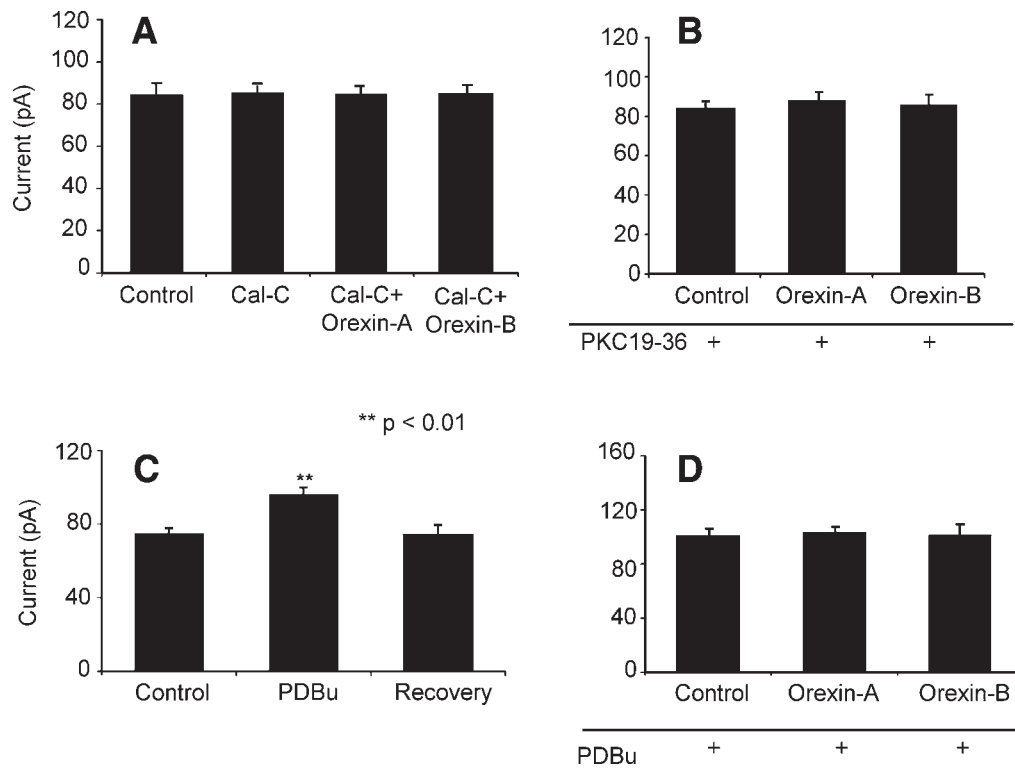 A
Current (pA)
120
100
80
60
40
20
0
Control
Cal-C
Cal-C+
Orexin-A
Cal-C+
Orexin-B
B
120
100
80
60
40
20
0
Control
Orexin-A
Orexin-B
PKC19-36 + + +
** p < 0.01
C
Current (pA)
120
80
40
0
**
Control
PDBu
Recovery
D
160
120
80
40
0
Control
Orexin-A
Orexin-B
PDBu + + +